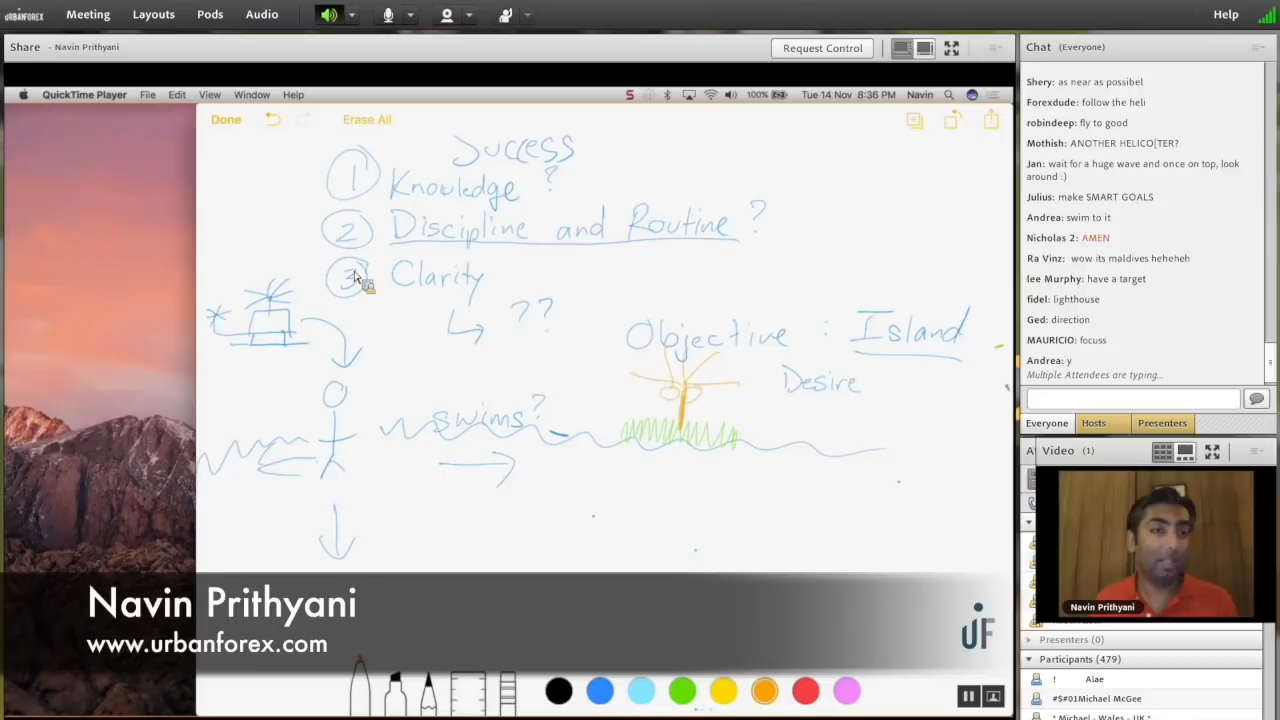 URBANFOREX Meeting Layouts Pods Audio Help
Share - Navin Prithyani
Request Control
QuickTime Player File Edit View Window Help S 100% Tue 14 Nov 8:36 PM Navin
Done Erase All
Success
1 Knowledge ?
2 Discipline and Routine ?
3 Clarity
??
Objective : Island
Desire
swims?
Navin Prithyani
www.urbanforex.com
UF
Chat (Everyone)
Shery: as near as possibel
Forexdude: follow the heli
robindeep: fly to good
Mothish: ANOTHER HELICO[TER?
Jan: wait for a huge wave and once on top, look
around :)
Julius: make SMART GOALS
Andrea: swim to it
Nicholas 2: AMEN
Ra Vinz: wow its maldives heheheh
lee Murphy: have a target
fidel: lighthouse
Ged: direction
MAURICIO: focuss
Andrea: y
Multiple Attendees are typing...
Everyone Hosts Presenters
Video (1)
Navin Prithyani
Presenters (0)
Participants (479)
! Alae
#$#01Michael McGee
* Michael - Wales - UK *